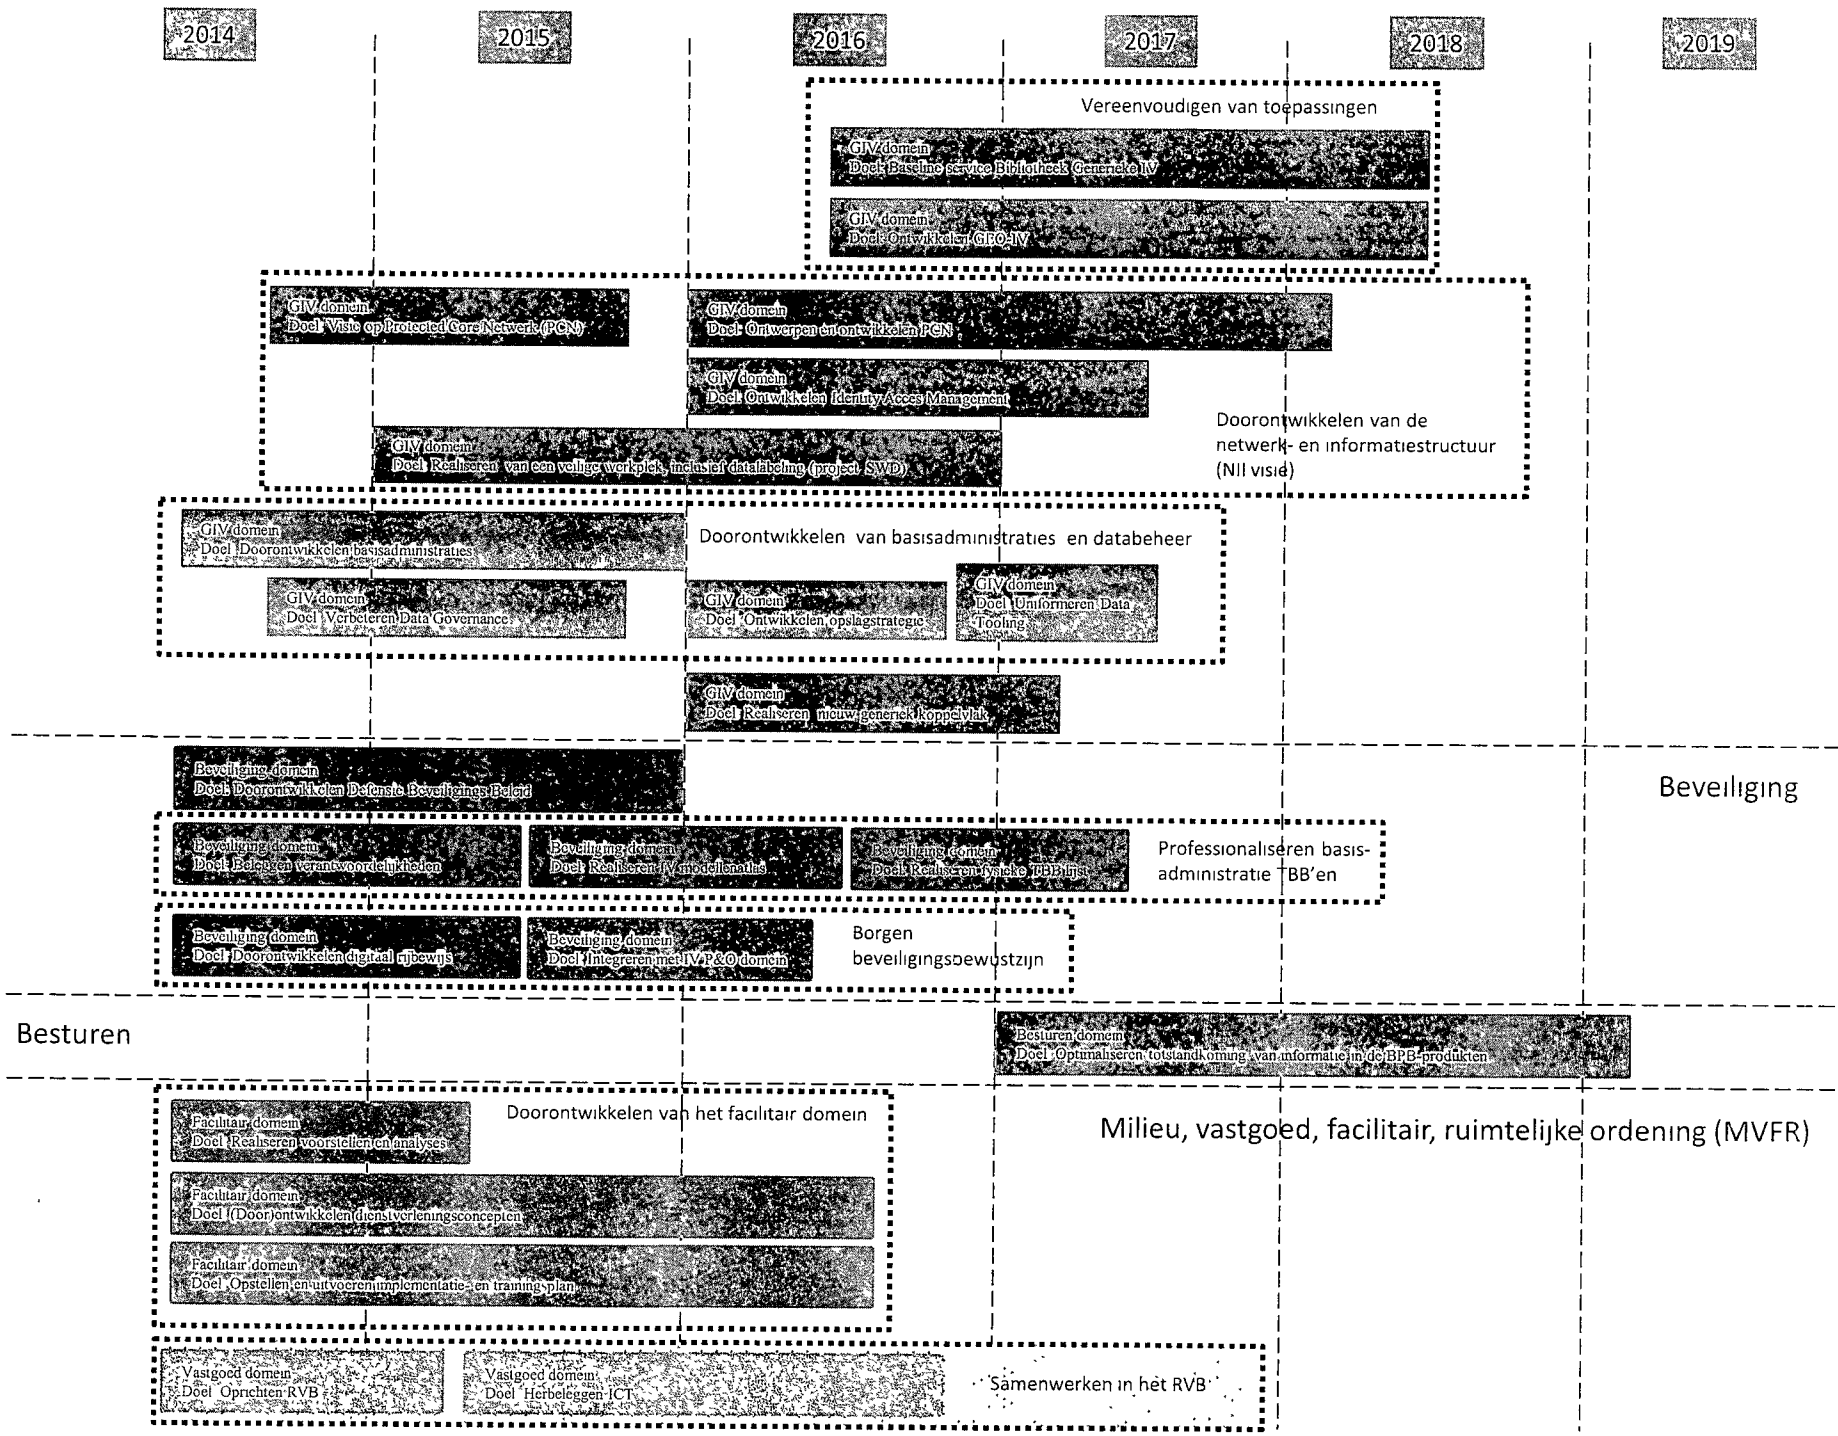 2014
2015
2016
2017
2018
2019
Vereenvoudigen van toepassingen
GIV domein
Doel Baseline service Bibliotheek Generieke IV
GIV domein
Doel Ontwikkelen GEO-IV
GIV domein
Doel Visie op Protected Core Netwerk (PCN)
GIV domein
Doel Ontwerpen en ontwikkelen PCN
GIV domein
Doel Ontwikkelen Identity Acces Management
GIV domein
Doel Realiseren van een veilige werkplek, inclusief datalabeling (project SWD)
Doorontwikkelen van de
netwerk- en informatiestructuur
(NII visie)
GIV domein
Doel Doorontwikkelen basisadministraties
Doorontwikkelen van basisadministraties en databeheer
GIV domein
Doel Verbeteren Data Governance
GIV domein
Doel Ontwikkelen opslagstrategie
GIV domein
Doel Uniformeren Data
Tooling
GIV domein
Doel Realiseren nieuw generiek koppelvlak
Beveiliging domein
Doel Doorontwikkelen Defensie Beveiligings Beleid
Beveiliging
Beveiliging domein
Doel Beleggen verantwoordelijkheden
Beveiliging domein
Doel Realiseren IV modellenatlas
Beveiliging domein
Doel Realiseren fysieke TBB lijst
Professionaliseren basis-
administratie TBB'en
Beveiliging domein
Doel Doorontwikkelen digitaal rijbewijs
Beveiliging domein
Doel Integreren met IV P&O domein
Borgen
beveiligingsbewustzijn
Besturen
Besturen domein
Doel Optimaliseren totstandkoming van informatie in de BPB-produkten
Doorontwikkelen van het facilitair domein
Milieu, vastgoed, facilitair, ruimtelijke ordening (MVFR)
Facilitair domein
Doel Realiseren voorstellen en analyses
Facilitair domein
Doel (Door)ontwikkelen dienstverleningsconcepten
Facilitair domein
Doel Opstellen en uitvoeren implementatie- en training plan
Vastgoed domein
Doel Oprichten RVB
Vastgoed domein
Doel Herbeleggen ICT
Samenwerken in het RVB